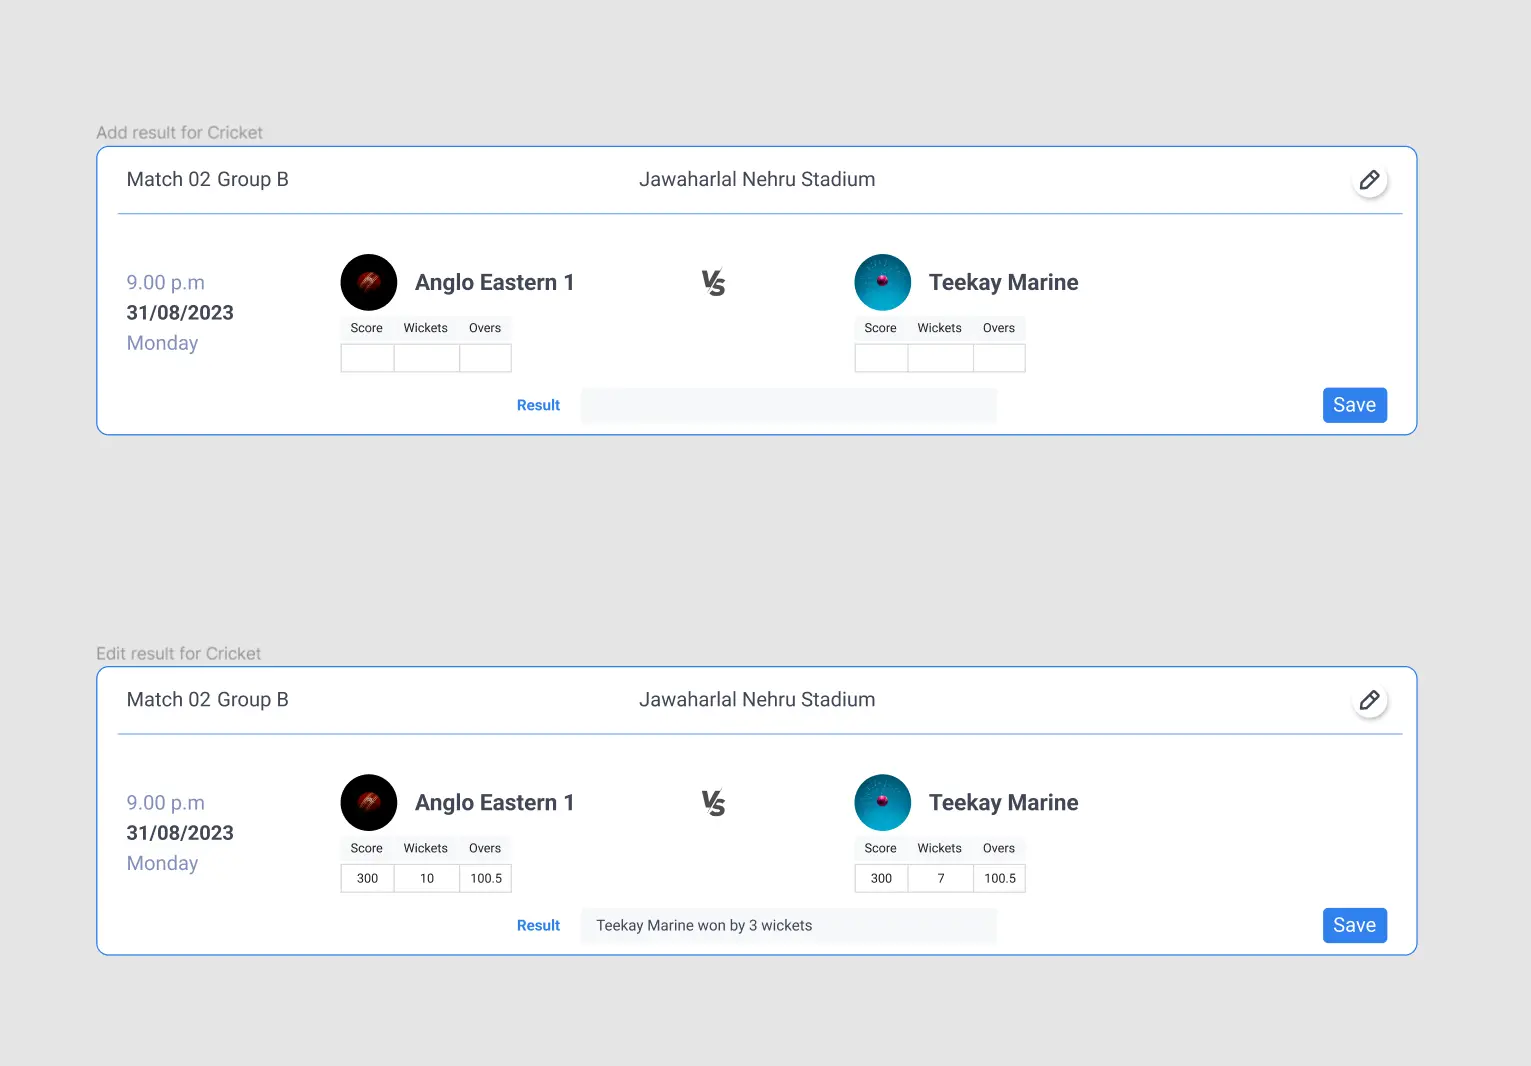 Add result for Cricket
Match 02 Group B
Jawaharlal Nehru Stadium
9.00 p.m
31/08/2023
Monday
Anglo Eastern 1
VS
Teekay Marine
Score Wickets Overs
Score Wickets Overs
Result
Save
Edit result for Cricket
Match 02 Group B
Jawaharlal Nehru Stadium
9.00 p.m
31/08/2023
Monday
Anglo Eastern 1
VS
Teekay Marine
Score Wickets Overs
300 10 100.5
Score Wickets Overs
300 7 100.5
Result
Teekay Marine won by 3 wickets
Save